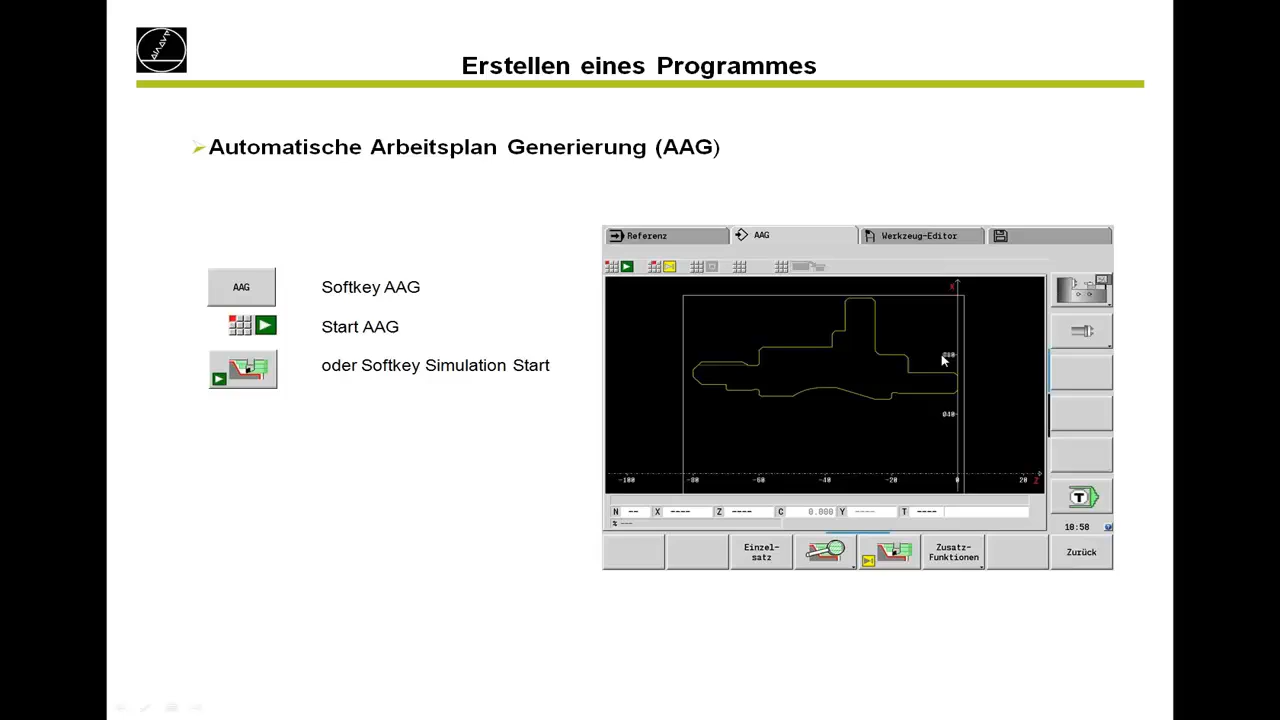 Erstellen eines Programmes
Automatische Arbeitsplan Generierung (AAG)
AAG
Softkey AAG
Start AAG
oder Softkey Simulation Start
Referenz
AAG
Werkzeug-Editor
X
Ø40
-100
-80
-60
-40
-20
0
20
Z
N -- X ---- Z ---- C 0.000 Y ---- T ----
% ---
10:58
Einzel-
satz
Zusatz-
Funktionen
Zurück
T